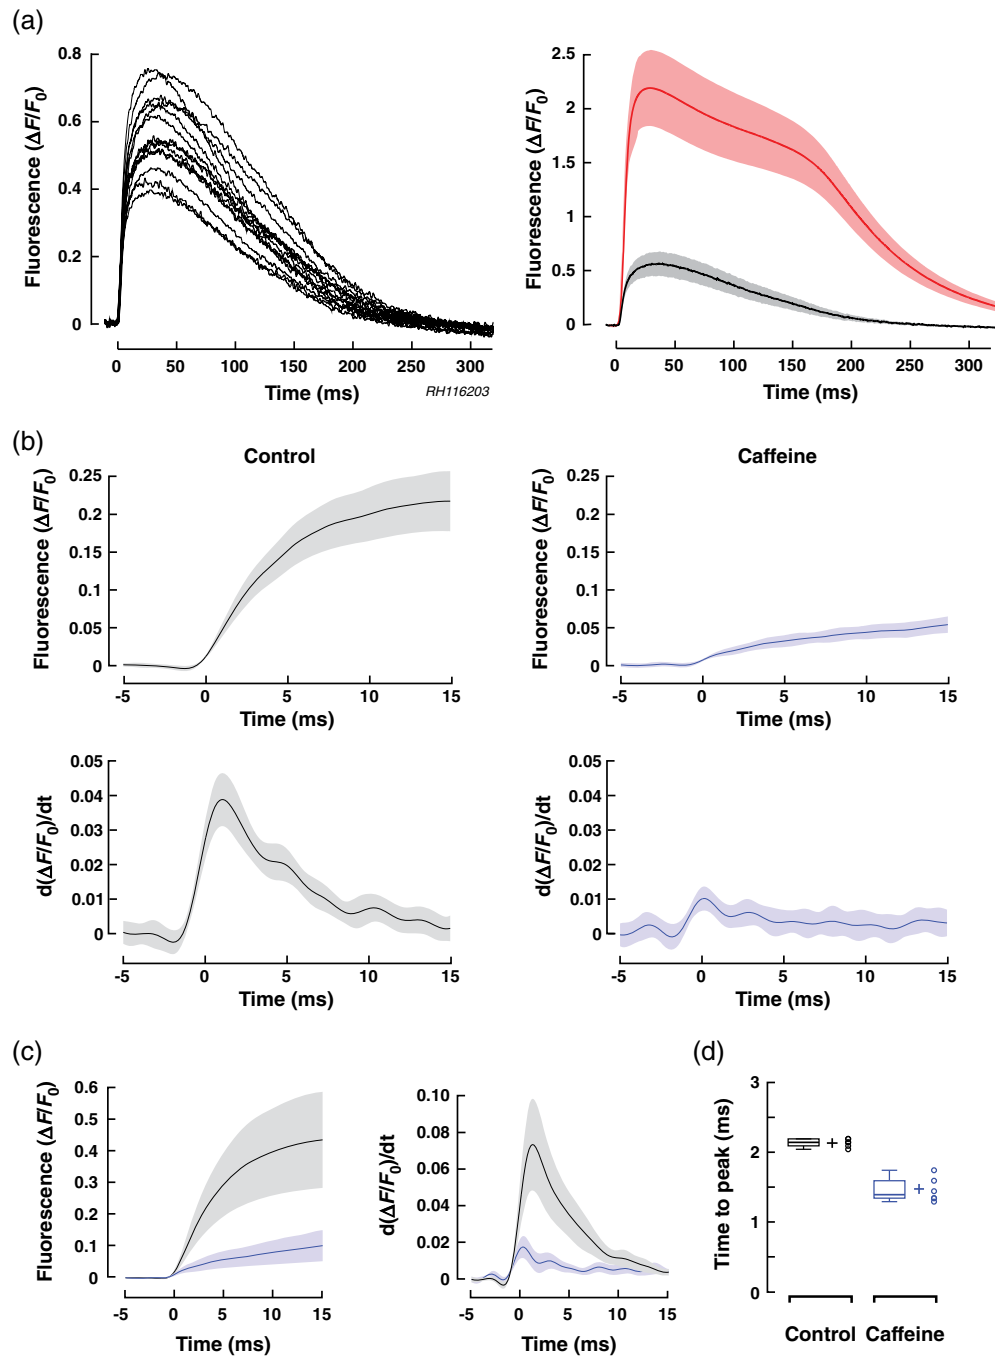 (a)
Fluorescence (ΔF/F0)
0.8
0.6
0.4
0.2
0
0 50 100 150 200 250 300
Time (ms)
RH116203
Fluorescence (ΔF/F0)
2.5
2
1.5
1
0.5
0
0 50 100 150 200 250 300
Time (ms)
(b)
Control
Fluorescence (ΔF/F0)
0.25
0.2
0.15
0.1
0.05
0
-5 0 5 10 15
Time (ms)
Caffeine
Fluorescence (ΔF/F0)
0.25
0.2
0.15
0.1
0.05
0
-5 0 5 10 15
Time (ms)
d(ΔF/F0)/dt
0.05
0.04
0.03
0.02
0.01
0
-5 0 5 10 15
Time (ms)
d(ΔF/F0)/dt
0.05
0.04
0.03
0.02
0.01
0
-5 0 5 10 15
Time (ms)
(c)
Fluorescence (ΔF/F0)
0.6
0.5
0.4
0.3
0.2
0.1
0
-5 0 5 10 15
Time (ms)
d(ΔF/F0)/dt
0.10
0.08
0.06
0.04
0.02
0
-5 0 5 10 15
Time (ms)
(d)
Time to peak (ms)
3
2
1
0
Control Caffeine